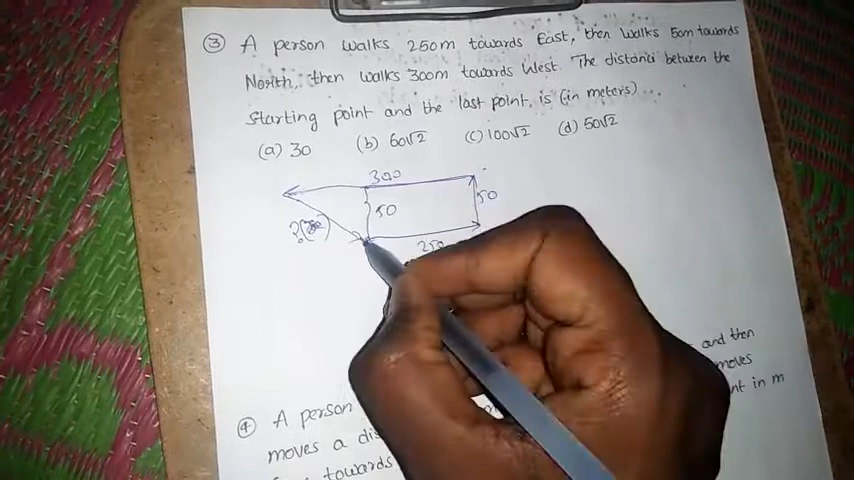 ③ A person walks 250m towards East, then walks 50m towards
North, then walks 300m towards West. The distance between the
starting point and the last point, is (in meters)...
(a) 30 (b) 60√2 (c) 100√2 (d) 50√2
300
50
50
250
?
and then
④ A person
moves
moves a
nt in m
towards